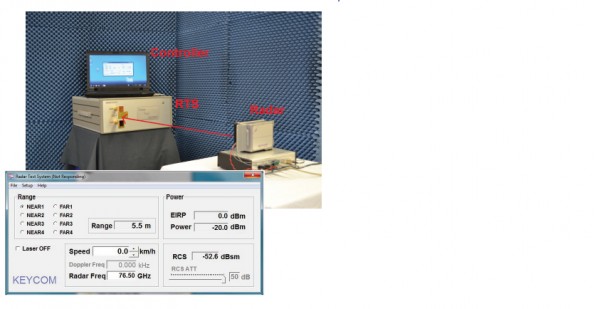 Controller
RTS
Radar
Radar Test System (Not Responding)
File Setup Help
Range
NEAR1 FAR1
NEAR2 FAR2
NEAR3 FAR3
NEAR4 FAR4
Range 5.5 m
Power
EIRP 0.0 dBm
Power -20.0 dBm
Laser OFF
Speed 0.0 km/h
Doppler Freq 0.000 kHz
Radar Freq 76.50 GHz
RCS -52.6 dBsm
RCS ATT
50 dB
KEYCOM